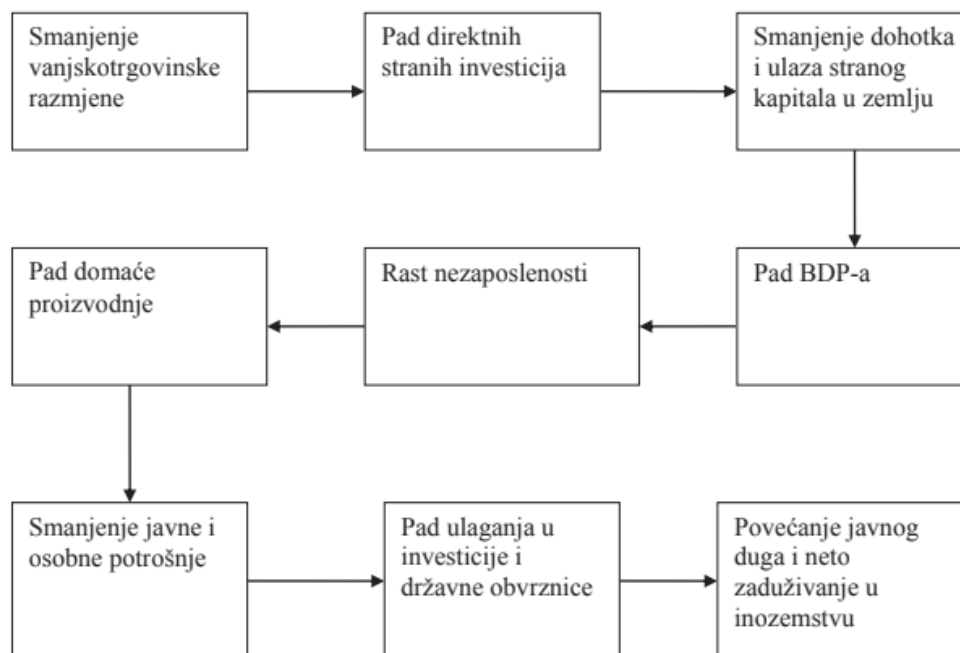 Smanjenje
vanjskotrgovinske
razmjene
Pad direktnih
stranih investicija
Smanjenje dohotka
i ulaza stranog
kapitala u zemlju
Pad BDP-a
Rast nezaposlenosti
Pad domaće
proizvodnje
Smanjenje javne i
osobne potrošnje
Pad ulaganja u
investicije i
državne obvrznice
Povećanje javnog
duga i neto
zaduživanje u
inozemstvu